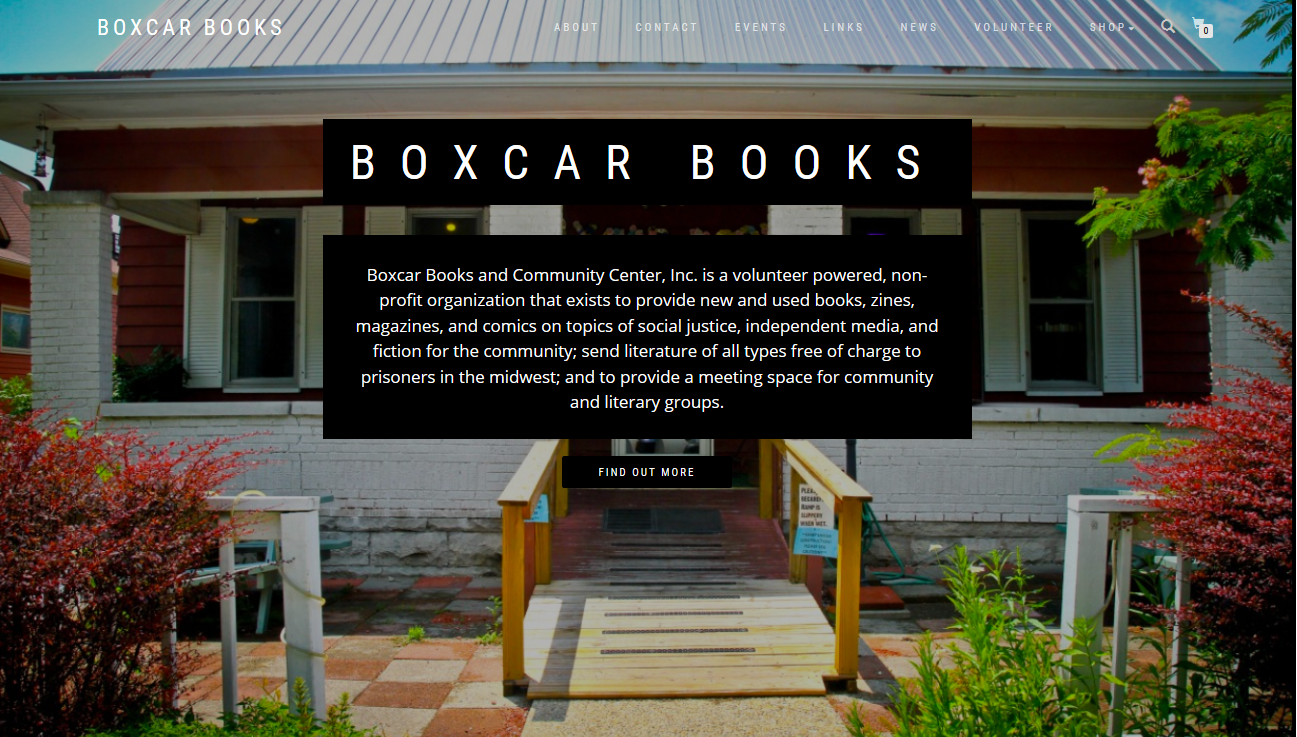 BOXCAR BOOKS
ABOUT CONTACT EVENTS LINKS NEWS VOLUNTEER SHOP 0
BOXCAR BOOKS
Boxcar Books and Community Center, Inc. is a volunteer powered, non-
profit organization that exists to provide new and used books, zines,
magazines, and comics on topics of social justice, independent media, and
fiction for the community; send literature of all types free of charge to
prisoners in the midwest; and to provide a meeting space for community
and literary groups.
FIND OUT MORE
RAMP IS
SLIPPERY
WHEN WET.